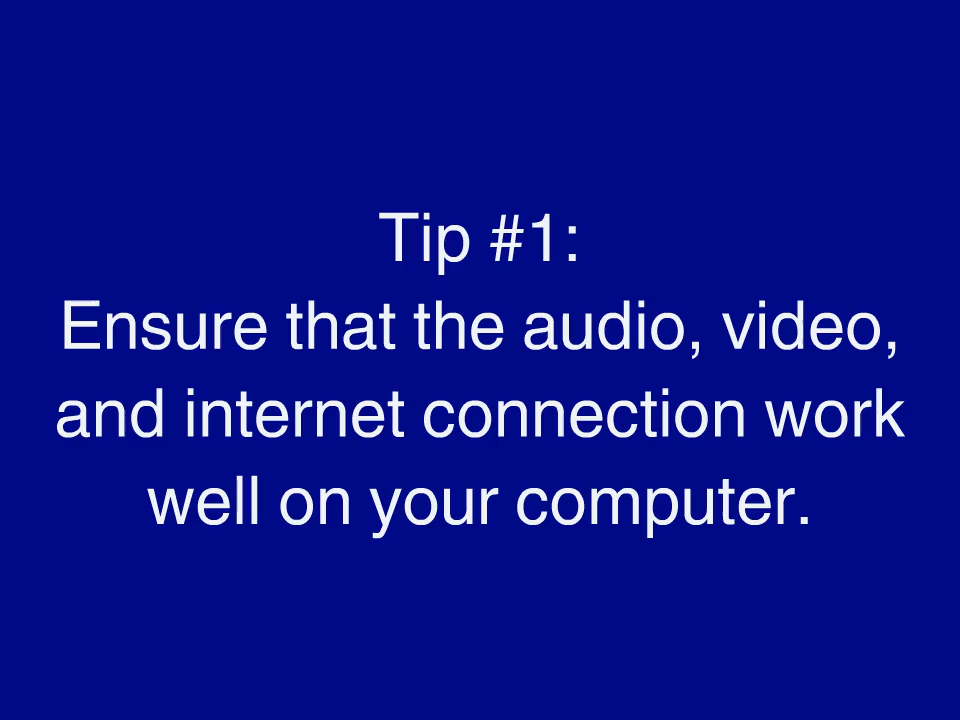 Tip #1:
Ensure that the audio, video,
and internet connection work
well on your computer.